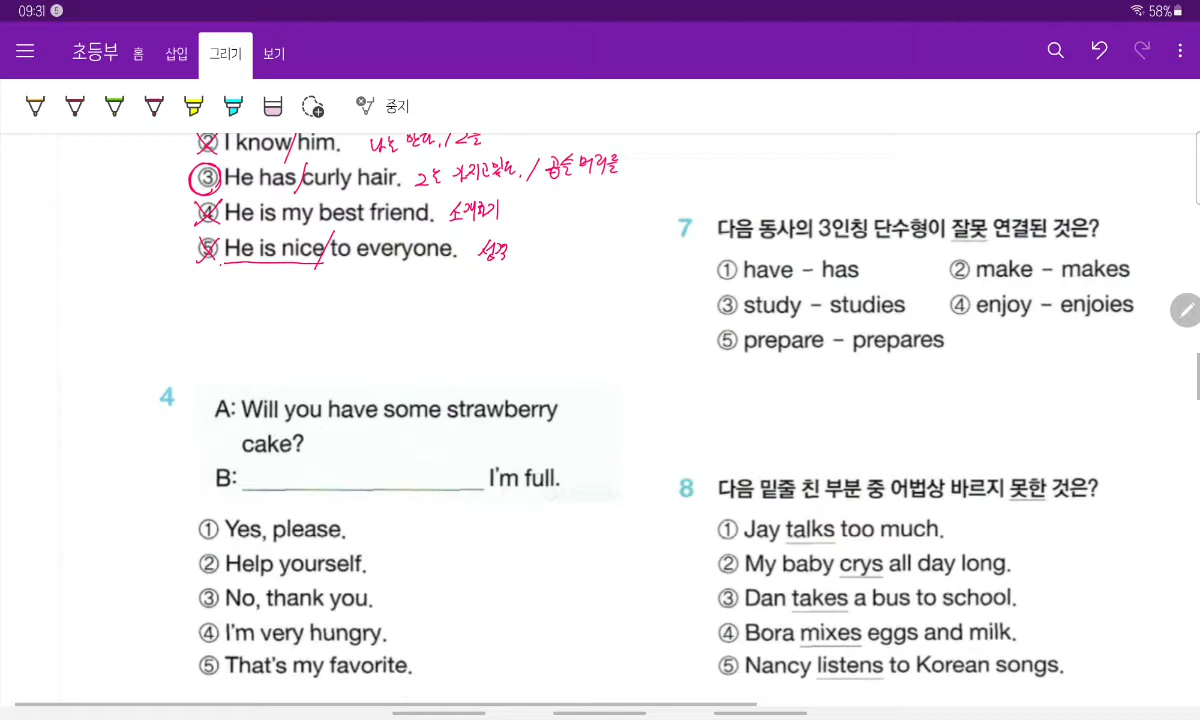 09:31 5
58%
초등부 홈 삽입 그리기 보기
중지
② I know/him. 나는 안다. / 그를
③ He has/curly hair. 그는 가지고있다. / 곱슬 머리를
④ He is my best friend. 소개하기
⑤ He is nice/to everyone. 성격
4
A: Will you have some strawberry
cake?
B: ____________________ I'm full.
① Yes, please.
② Help yourself.
③ No, thank you.
④ I'm very hungry.
⑤ That's my favorite.
7 다음 동사의 3인칭 단수형이 잘못 연결된 것은?
① have – has ② make – makes
③ study – studies ④ enjoy – enjoies
⑤ prepare – prepares
8 다음 밑줄 친 부분 중 어법상 바르지 못한 것은?
① Jay talks too much.
② My baby crys all day long.
③ Dan takes a bus to school.
④ Bora mixes eggs and milk.
⑤ Nancy listens to Korean songs.